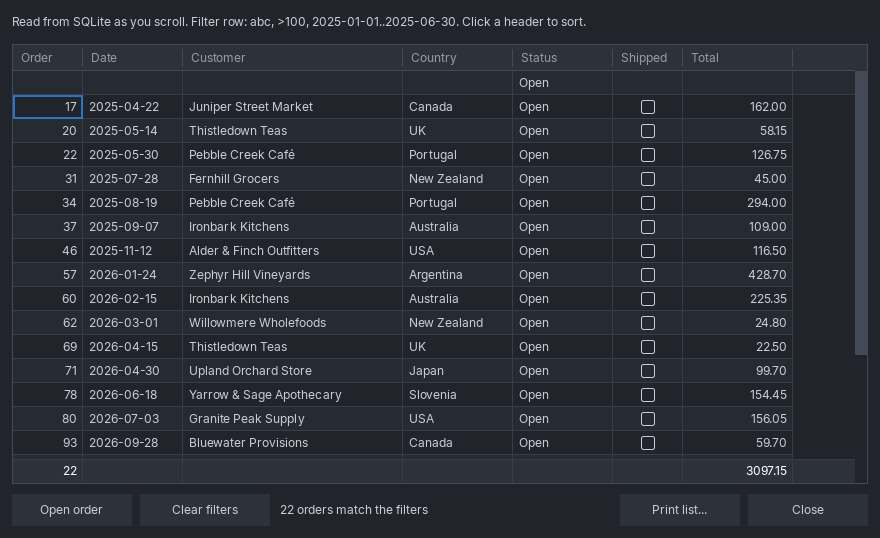 Read from SQLite as you scroll. Filter row: abc, >100, 2025-01-01..2025-06-30. Click a header to sort.
Order Date Customer Country Status Shipped Total
Open
17 2025-04-22 Juniper Street Market Canada Open 162.00
20 2025-05-14 Thistledown Teas UK Open 58.15
22 2025-05-30 Pebble Creek Café Portugal Open 126.75
31 2025-07-28 Fernhill Grocers New Zealand Open 45.00
34 2025-08-19 Pebble Creek Café Portugal Open 294.00
37 2025-09-07 Ironbark Kitchens Australia Open 109.00
46 2025-11-12 Alder & Finch Outfitters USA Open 116.50
57 2026-01-24 Zephyr Hill Vineyards Argentina Open 428.70
60 2026-02-15 Ironbark Kitchens Australia Open 225.35
62 2026-03-01 Willowmere Wholefoods New Zealand Open 24.80
69 2026-04-15 Thistledown Teas UK Open 22.50
71 2026-04-30 Upland Orchard Store Japan Open 99.70
78 2026-06-18 Yarrow & Sage Apothecary Slovenia Open 154.45
80 2026-07-03 Granite Peak Supply USA Open 156.05
93 2026-09-28 Bluewater Provisions Canada Open 59.70
22 3097.15
Open order Clear filters 22 orders match the filters Print list... Close